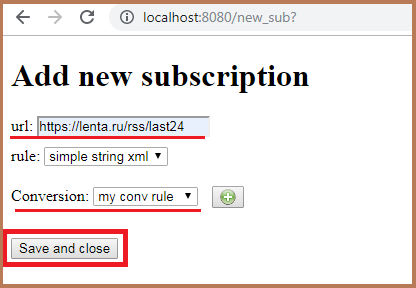 localhost:8080/new_sub?
Add new subscription
url: https://lenta.ru/rss/last24
rule: simple string xml
Conversion: my conv rule
Save and close